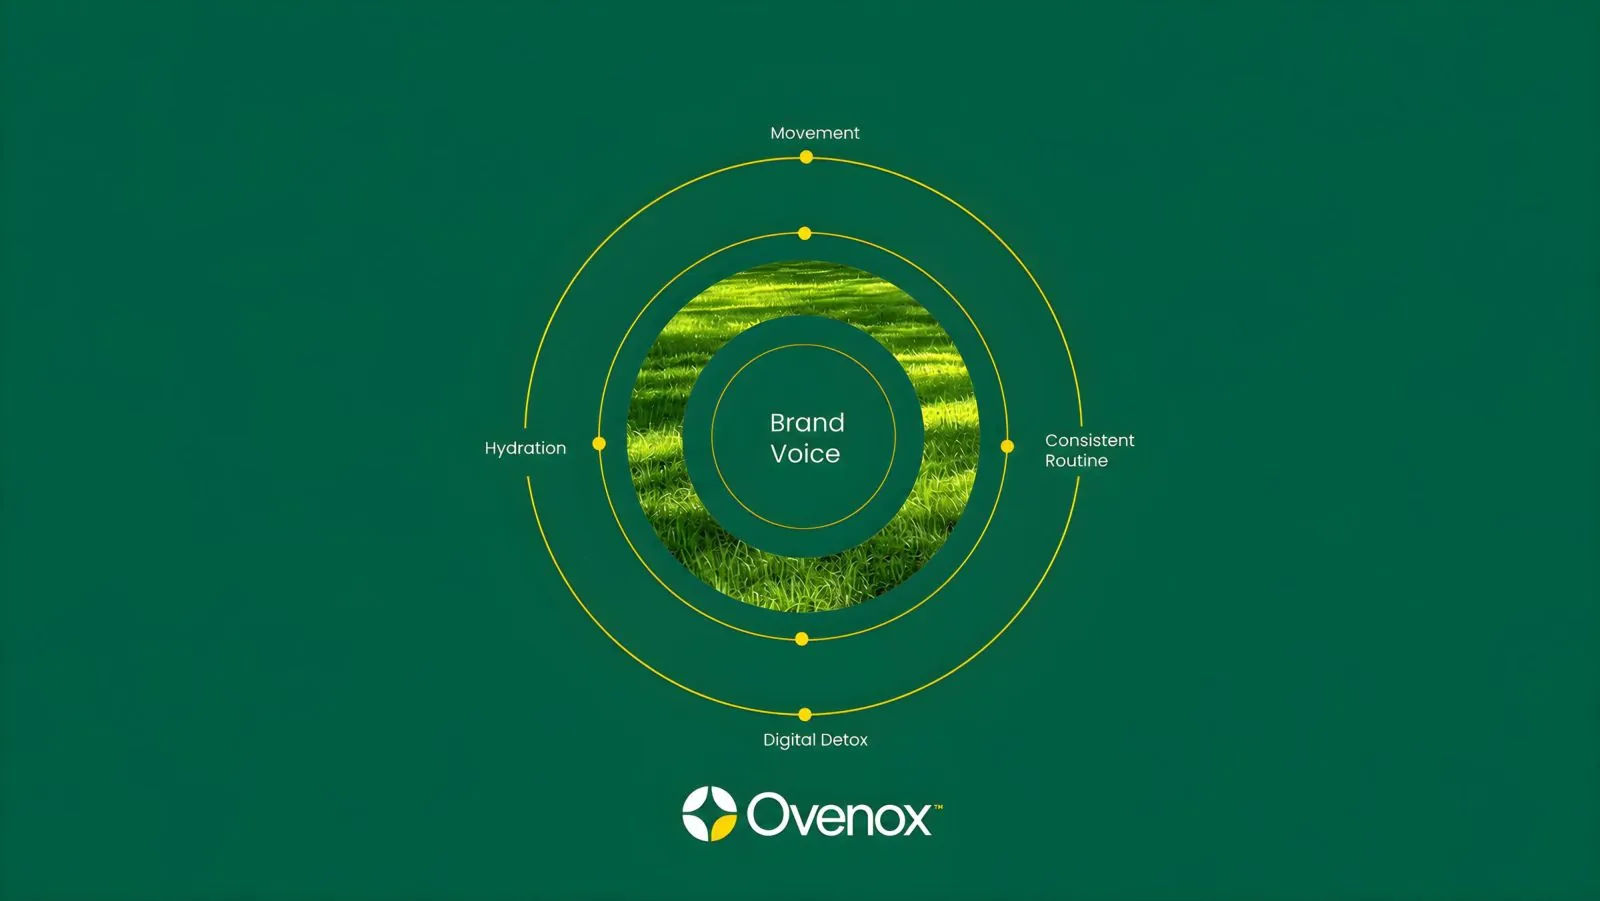 Movement
Brand
Voice
Hydration
Consistent
Routine
Digital Detox
Ovenox™